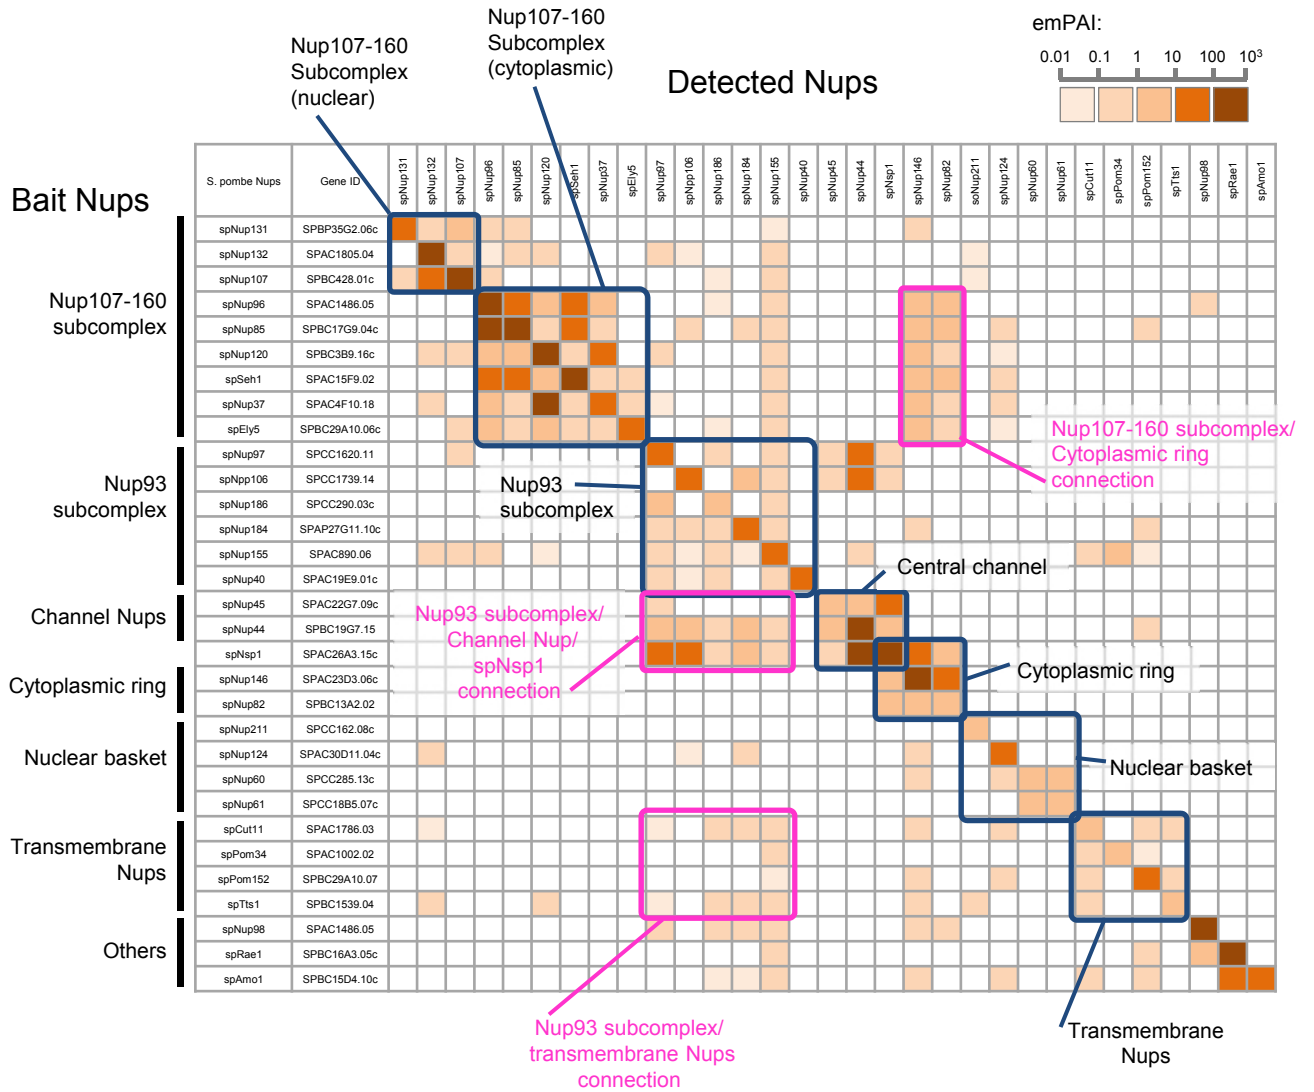 Nup107-160
Subcomplex
(cytoplasmic)
Nup107-160
Subcomplex
(nuclear)
Detected Nups
emPAI:
0.01 0.1 1 10 100 10³
Bait Nups
S. pombe Nups Gene ID spNup131 spNup132 spNup107 spNup96 spNup85 spNup120 spSeh1 spNup37 spEly5 spNup97 spNpp106 spNup186 spNup184 spNup155 spNup40 spNup45 spNup44 spNsp1 spNup146 spNup82 soNup211 spNup124 spNup60 spNup61 spCut11 spPom34 spPom152 spTts1 spNup98 spRae1 spAmo1
Nup107-160
subcomplex
spNup131 SPBP35G2.06c
spNup132 SPAC1805.04
spNup107 SPBC428.01c
spNup96 SPAC1486.05
spNup85 SPBC17G9.04c
spNup120 SPBC3B9.16c
spSeh1 SPAC15F9.02
spNup37 SPAC4F10.18
spEly5 SPBC29A10.06c
Nup107-160 subcomplex/
Cytoplasmic ring
connection
Nup93
subcomplex
spNup97 SPCC1620.11
spNpp106 SPCC1739.14
spNup186 SPCC290.03c
spNup184 SPAP27G11.10c
spNup155 SPAC890.06
spNup40 SPAC19E9.01c
Nup93
subcomplex
Central channel
Channel Nups
spNup45 SPAC22G7.09c
spNup44 SPBC19G7.15
spNsp1 SPAC26A3.15c
Nup93 subcomplex/
Channel Nup/
spNsp1
connection
Cytoplasmic ring
Cytoplasmic ring
spNup146 SPAC23D3.06c
spNup82 SPBC13A2.02
Nuclear basket
spNup211 SPCC162.08c
spNup124 SPAC30D11.04c
spNup60 SPCC285.13c
spNup61 SPCC18B5.07c
Nuclear basket
Transmembrane
Nups
spCut11 SPAC1786.03
spPom34 SPAC1002.02
spPom152 SPBC29A10.07
spTts1 SPBC1539.04
Others
spNup98 SPAC1486.05
spRae1 SPBC16A3.05c
spAmo1 SPBC15D4.10c
Nup93 subcomplex/
transmembrane Nups
connection
Transmembrane
Nups